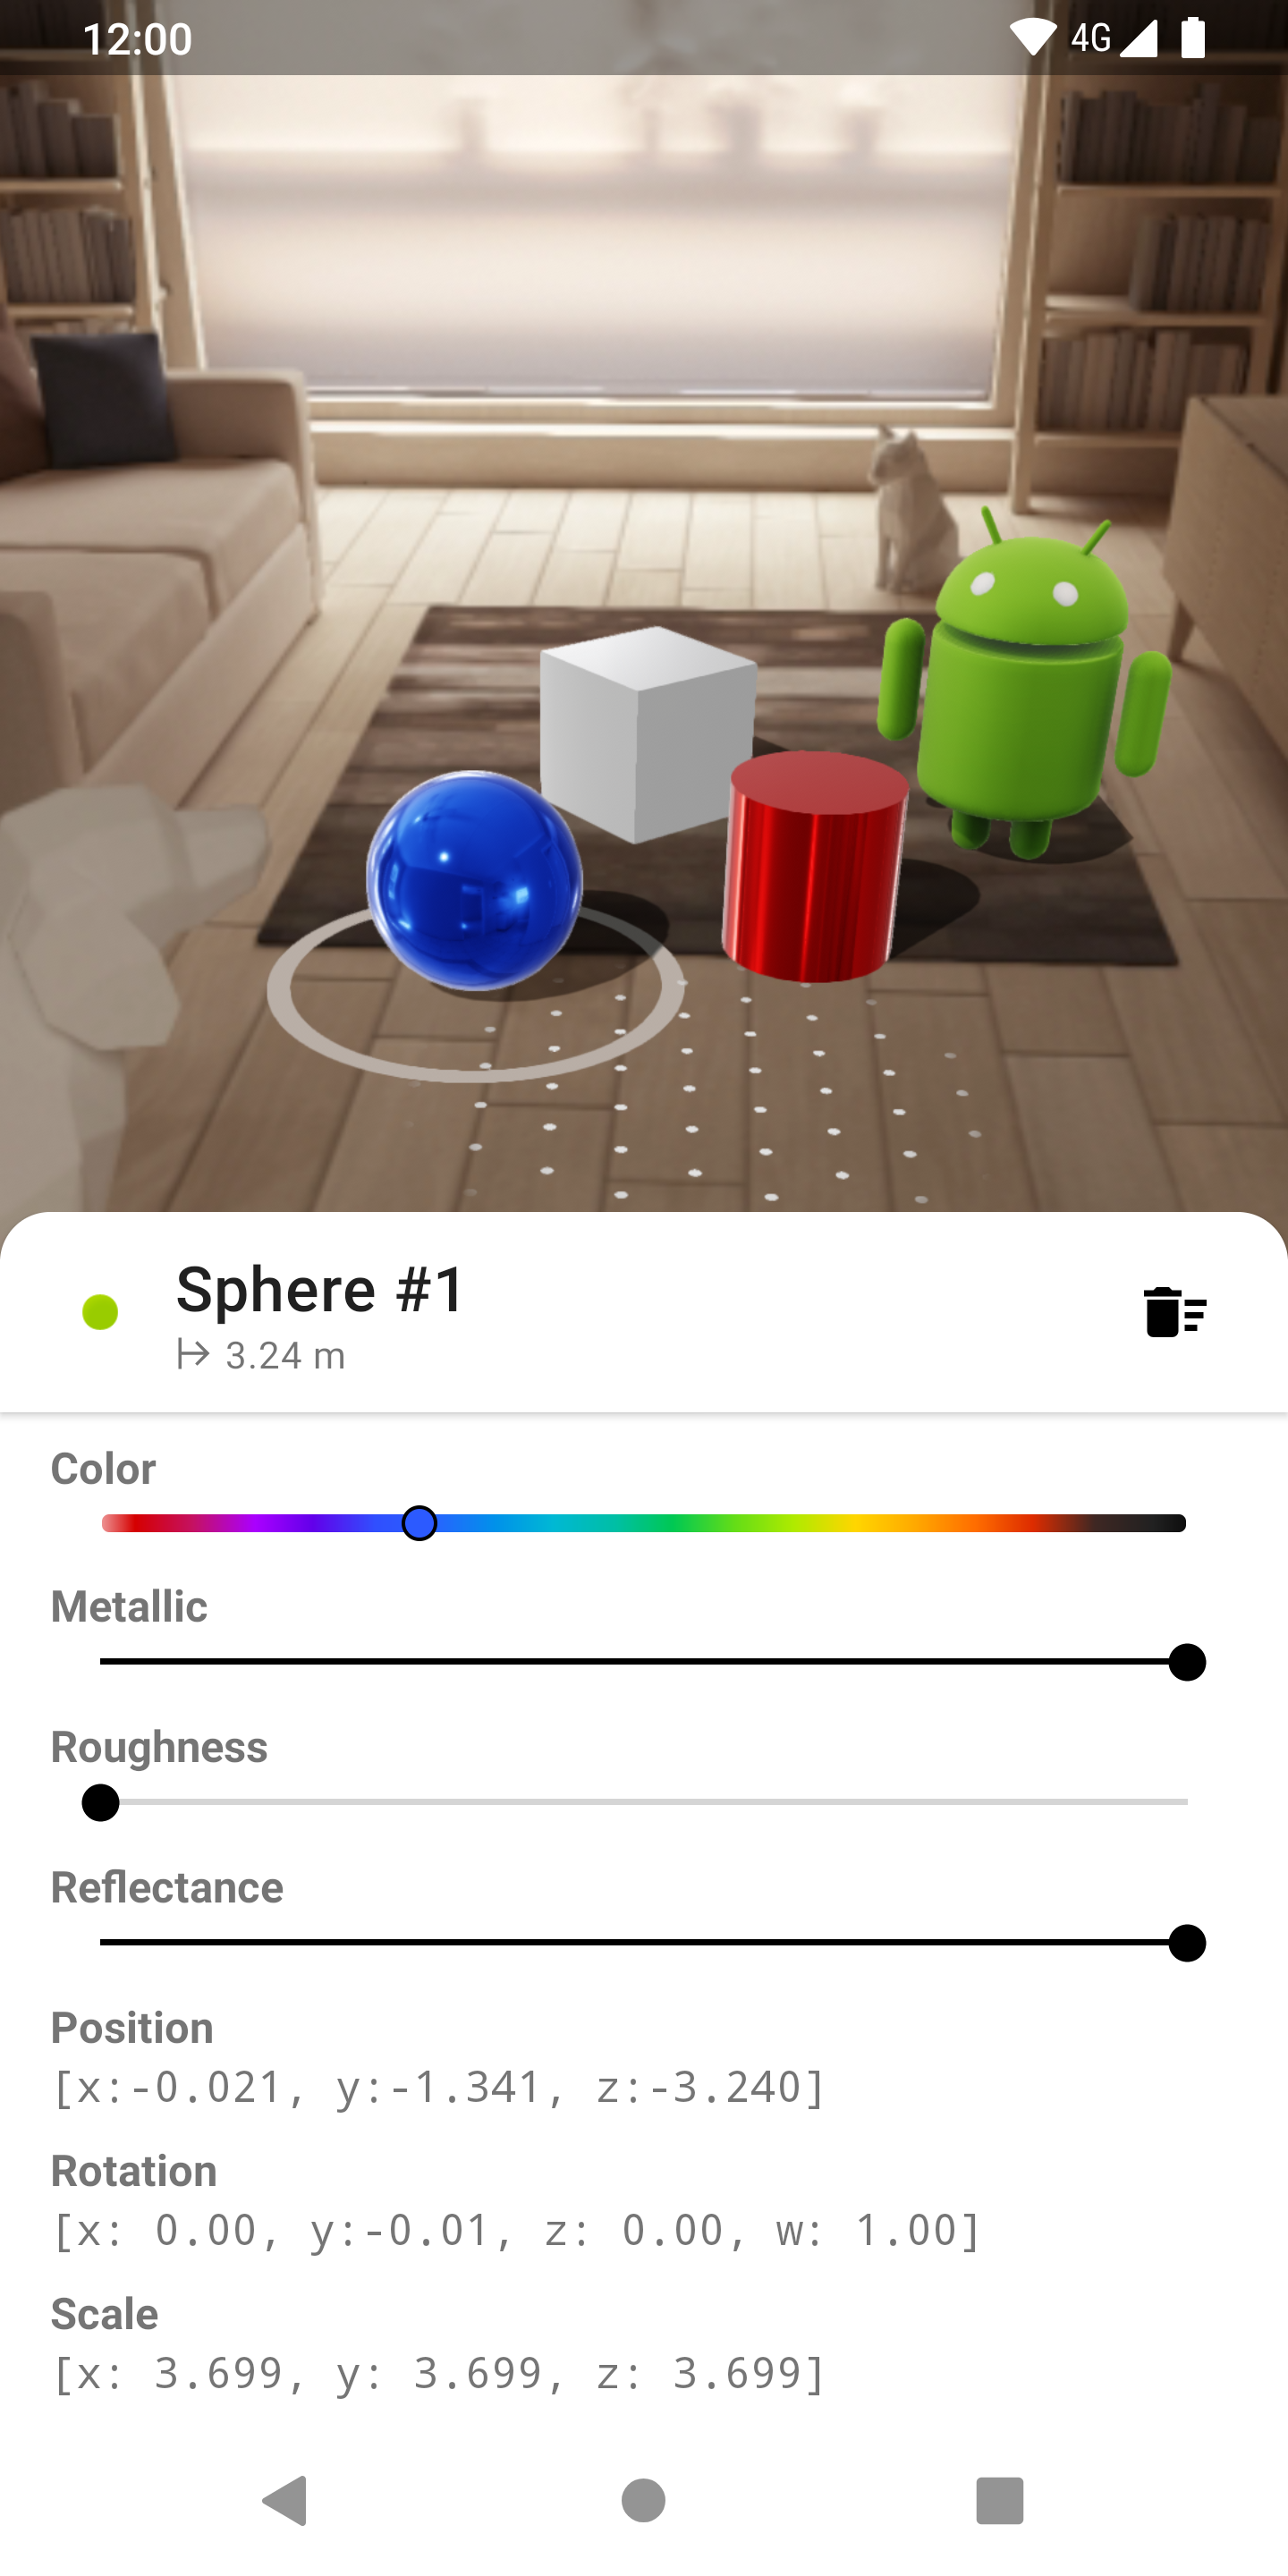 12:00 4G
Sphere #1
3.24 m
Color
Metallic
Roughness
Reflectance
Position
[x:-0.021, y:-1.341, z:-3.240]
Rotation
[x: 0.00, y:-0.01, z: 0.00, w: 1.00]
Scale
[x: 3.699, y: 3.699, z: 3.699]